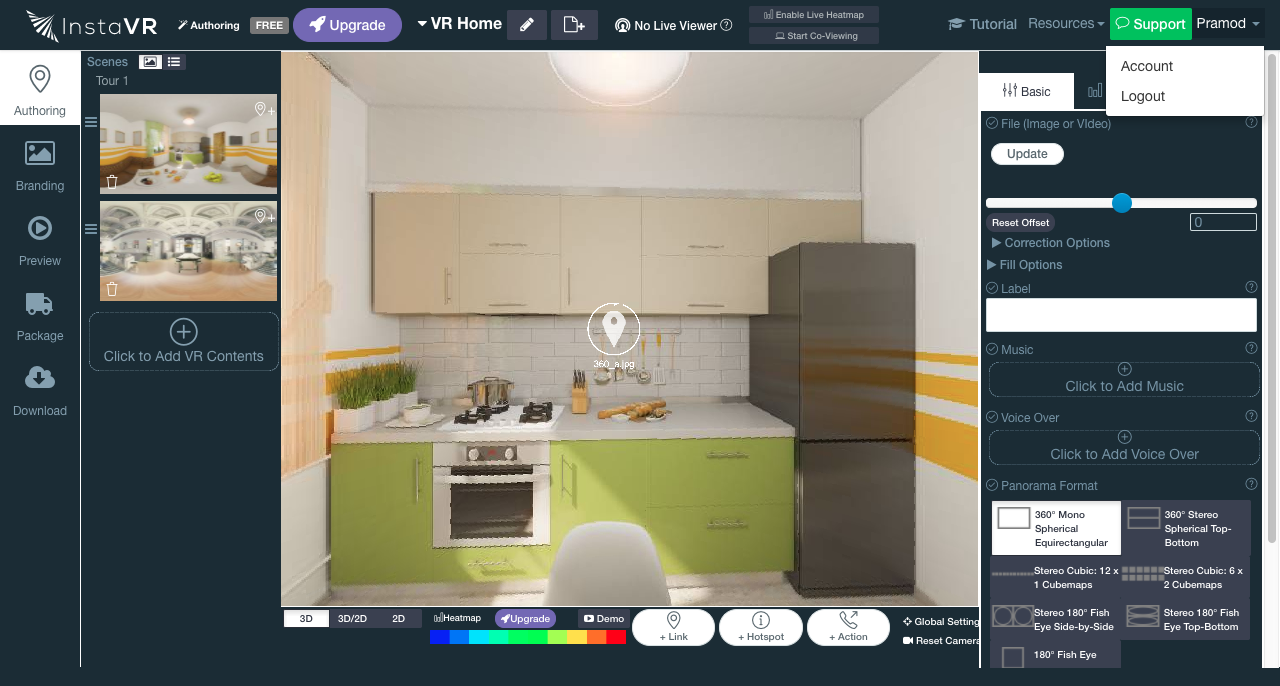 InstaVR
Authoring
FREE
Upgrade
VR Home
No Live Viewer
Enable Live Heatmap
Start Co-Viewing
Tutorial
Resources
Support
Pramod
Account
Logout
Authoring
Branding
Preview
Package
Download
Scenes
Tour 1
Click to Add VR Contents
360_a.jpg
3D
3D/2D
2D
Heatmap
Upgrade
Demo
+ Link
+ Hotspot
+ Action
Global Setting
Reset Camera
Basic
File (Image or VIdeo)
Update
Reset Offset
0
Correction Options
Fill Options
Label
Music
Click to Add Music
Voice Over
Click to Add Voice Over
Panorama Format
360° Mono
Spherical
Equirectangular
360° Stereo
Spherical Top-
Bottom
Stereo Cubic: 12 x
1 Cubemaps
Stereo Cubic: 6 x
2 Cubemaps
Stereo 180° Fish
Eye Side-by-Side
Stereo 180° Fish
Eye Top-Bottom
180° Fish Eye